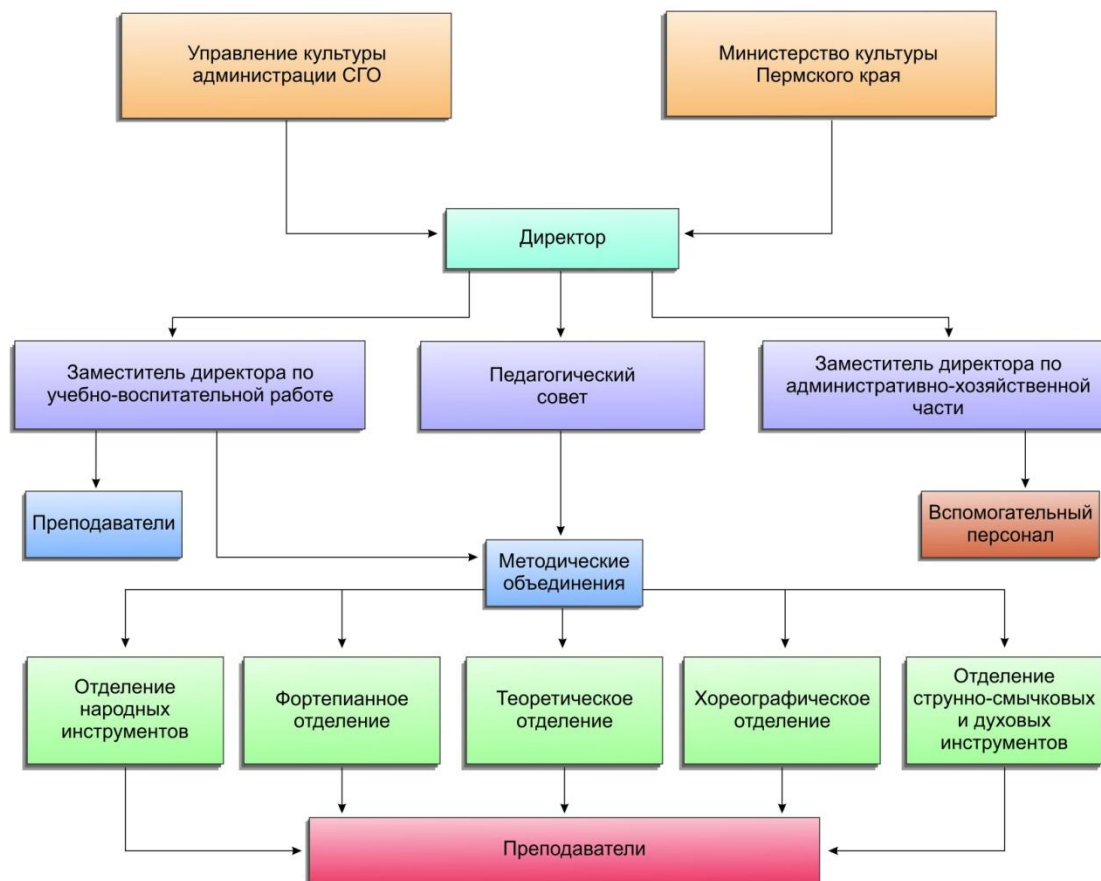 Управление культуры
администрации СГО
Министерство культуры
Пермского края
Директор
Заместитель директора по
учебно-воспитательной работе
Педагогический
совет
Заместитель директора по
административно-хозяйственной
части
Преподаватели
Вспомогательный
персонал
Методические
объединения
Отделение
народных
инструментов
Фортепианное
отделение
Теоретическое
отделение
Хореографическое
отделение
Отделение
струнно-смычковых
и духовых
инструментов
Преподаватели